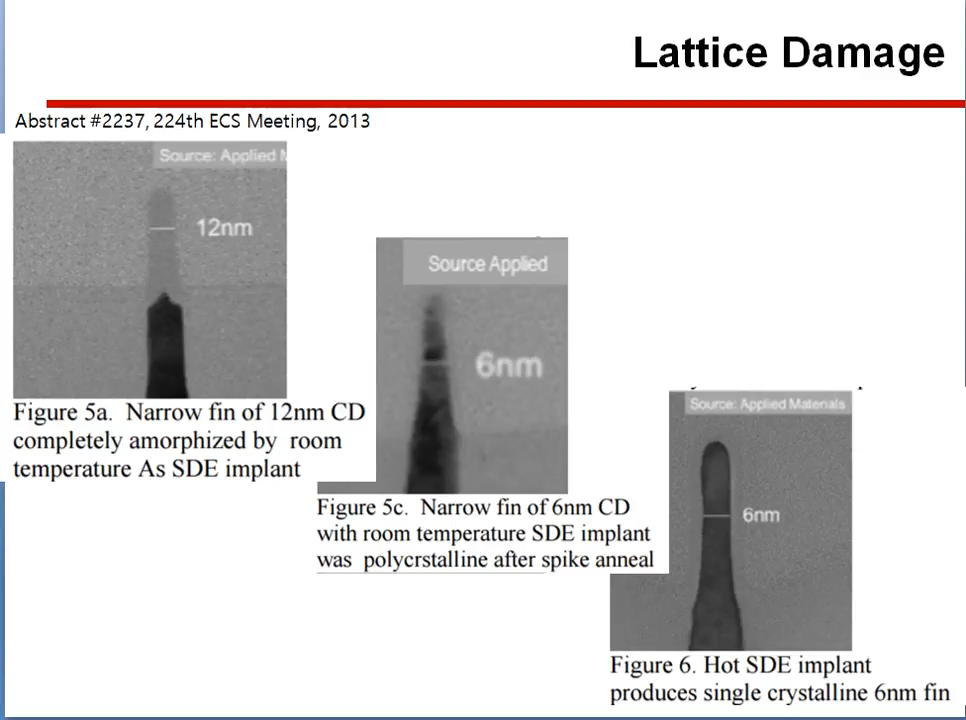 Lattice Damage
Abstract #2237, 224th ECS Meeting, 2013
Source: Applied M
12nm
Figure 5a. Narrow fin of 12nm CD
completely amorphized by room
temperature As SDE implant
Source Applied
6nm
Figure 5c. Narrow fin of 6nm CD
with room temperature SDE implant
was polycrstalline after spike anneal
Source: Applied Materials
6nm
Figure 6. Hot SDE implant
produces single crystalline 6nm fin